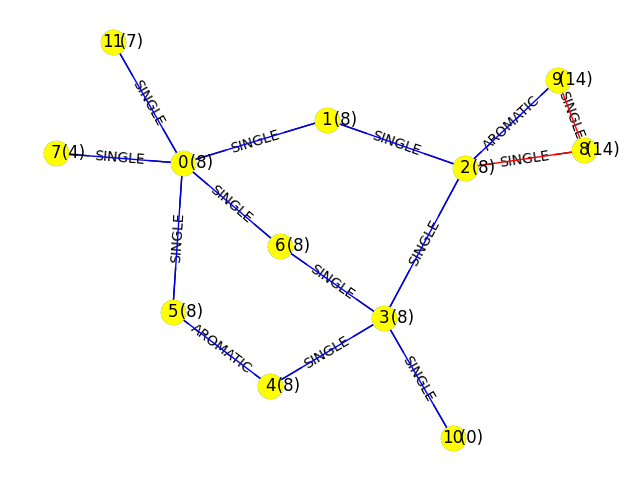 11(7)
SINGLE
9(14)
AROMATIC
SINGLE
1(8)
SINGLE
SINGLE
7(4)
SINGLE
0(8)
2(8)
SINGLE
8(14)
SINGLE
SINGLE
SINGLE
6(8)
SINGLE
5(8)
3(8)
AROMATIC
SINGLE
4(8)
SINGLE
10(0)